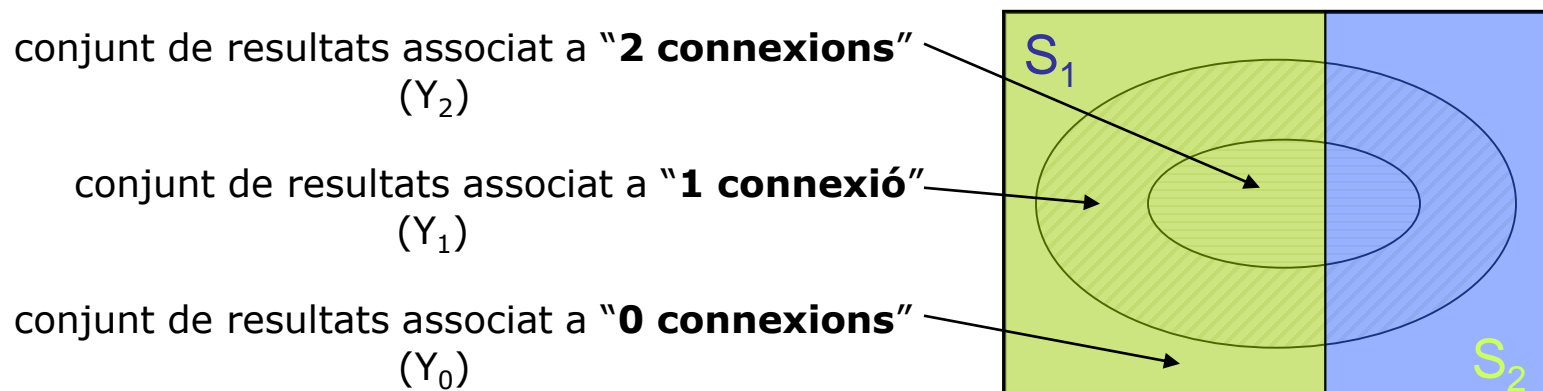 conjunt de resultats associat a “2 connexions”
(Y₂)
conjunt de resultats associat a “1 connexió”
(Y₁)
conjunt de resultats associat a “0 connexions”
(Y₀)
S₁
S₂